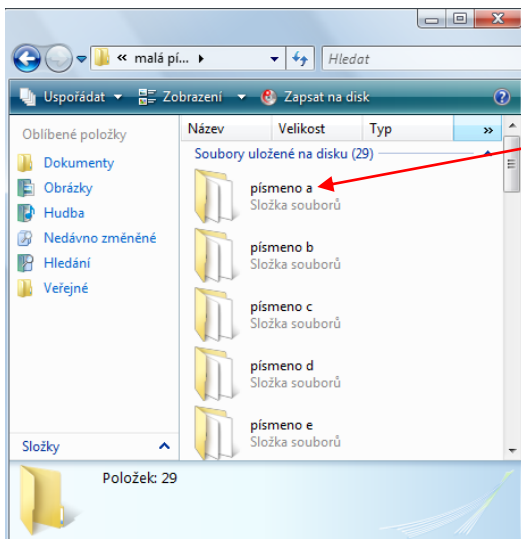 « malá pí...
Hledat
Uspořádat
Zobrazení
Zapsat na disk
?
Oblíbené položky
Dokumenty
Obrázky
Hudba
Nedávno změněné
Hledání
Veřejné
Složky
Název Velikost Typ »
Soubory uložené na disku (29)
písmeno a
Složka souborů
písmeno b
Složka souborů
písmeno c
Složka souborů
písmeno d
Složka souborů
písmeno e
Složka souborů
Položek: 29